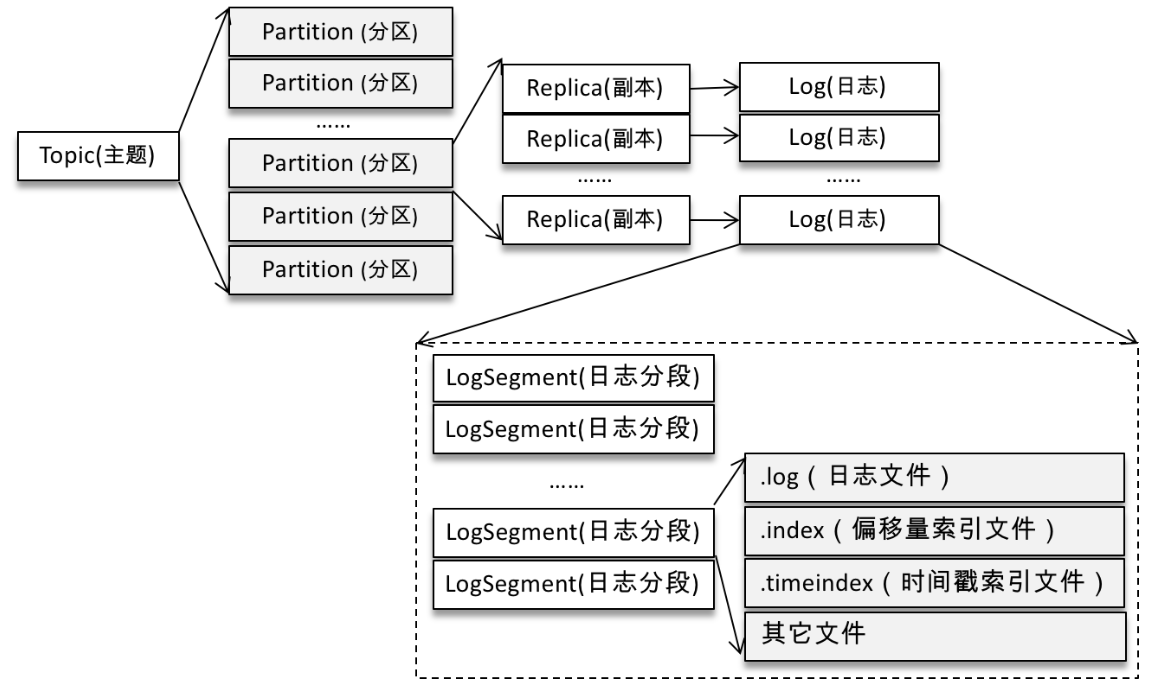 Topic(主题)
Partition (分区)
Partition (分区)
……
Partition (分区)
Partition (分区)
Partition (分区)
Replica(副本)
Replica(副本)
……
Replica(副本)
Log(日志)
Log(日志)
……
Log(日志)
LogSegment(日志分段)
LogSegment(日志分段)
……
LogSegment(日志分段)
LogSegment(日志分段)
.log（日志文件）
.index（偏移量索引文件）
.timeindex（时间戳索引文件）
其它文件